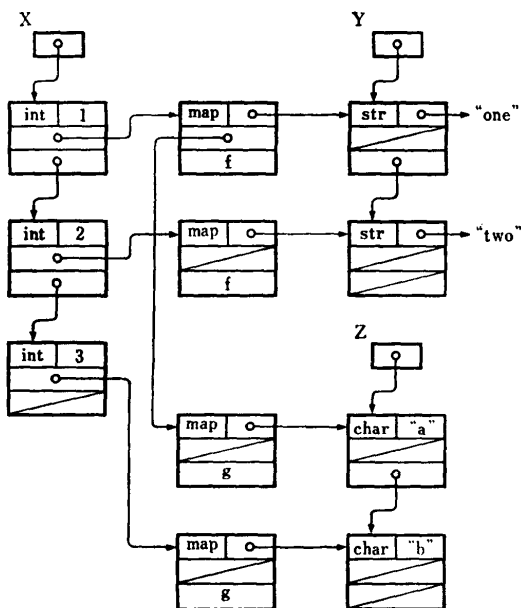 X Y
int 1 map str "one"
f
int 2 map str "two"
f
Z
int 3
map char "a"
g
map char "b"
g